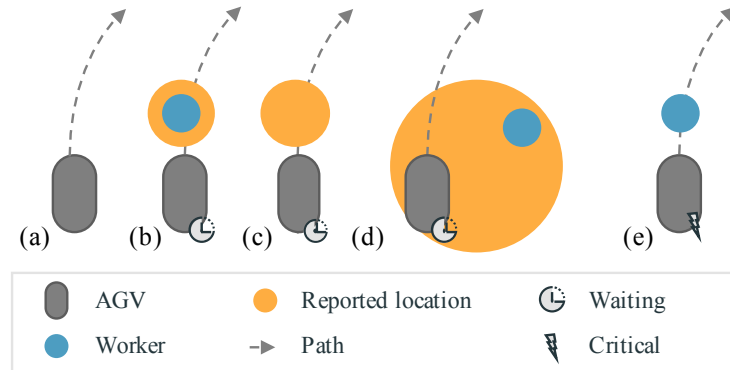 (a) (b) (c) (d) (e)
AGV Reported location Waiting
Worker Path Critical